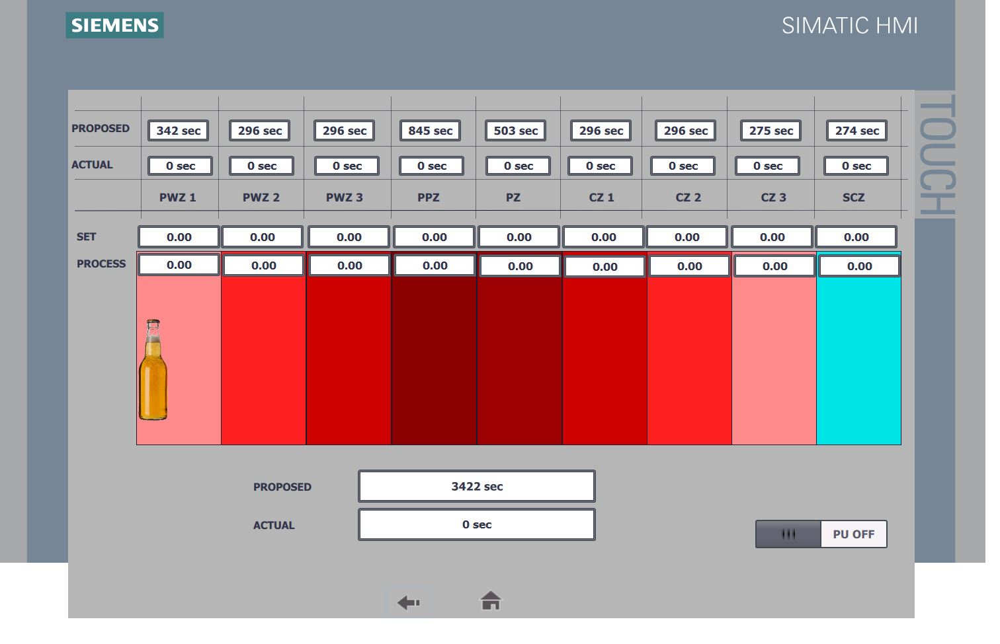 SIEMENS
SIMATIC HMI
TOUCH
PROPOSED 342 sec 296 sec 296 sec 845 sec 503 sec 296 sec 296 sec 275 sec 274 sec
ACTUAL 0 sec 0 sec 0 sec 0 sec 0 sec 0 sec 0 sec 0 sec 0 sec
PWZ 1 PWZ 2 PWZ 3 PPZ PZ CZ 1 CZ 2 CZ 3 SCZ
SET 0.00 0.00 0.00 0.00 0.00 0.00 0.00 0.00 0.00
PROCESS 0.00 0.00 0.00 0.00 0.00 0.00 0.00 0.00 0.00
PROPOSED 3422 sec
ACTUAL 0 sec
PU OFF